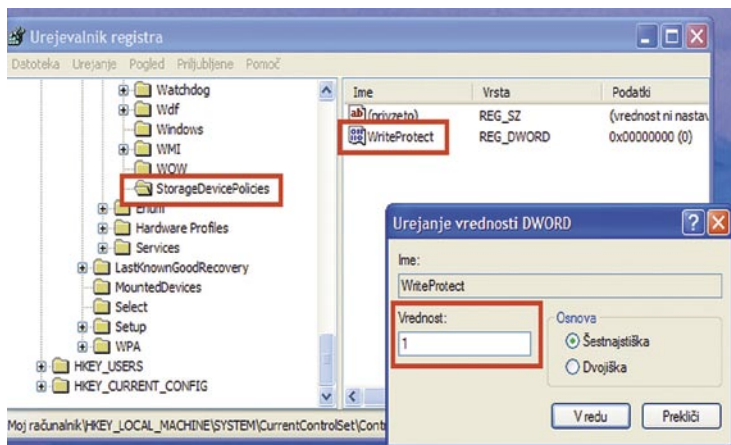 Urejevalnik registra
Datoteka Urejanje Pogled Priljubljene Pomoč
Watchdog
Wdf
Windows
WMI
WOW
StorageDevicePolicies
Enum
Hardware Profiles
Services
LastKnownGoodRecovery
MountedDevices
Select
Setup
WPA
HKEY_USERS
HKEY_CURRENT_CONFIG
Ime Vrsta Podatki
(privzeto) REG_SZ (vrednost ni nastav
WriteProtect REG_DWORD 0x00000000 (0)
Urejanje vrednosti DWORD
Ime:
WriteProtect
Vrednost:
1
Osnova
Šestnajstiška
Dvojiška
V redu Prekliči
Moj računalnik\HKEY_LOCAL_MACHINE\SYSTEM\CurrentControlSet\Cont